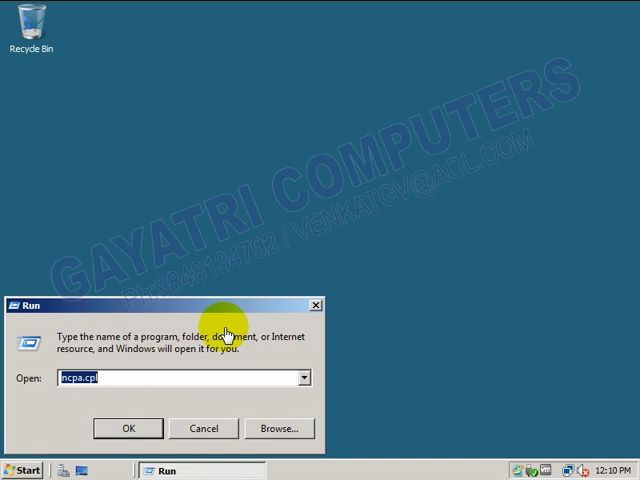 Recycle Bin
GAYATRI COMPUTERS
Ph:9848134792 / VENKATGV@AOL.COM
Run
Type the name of a program, folder, document, or Internet
resource, and Windows will open it for you.
Open:
ncpa.cpl
OK
Cancel
Browse...
Start
Run
12:10 PM